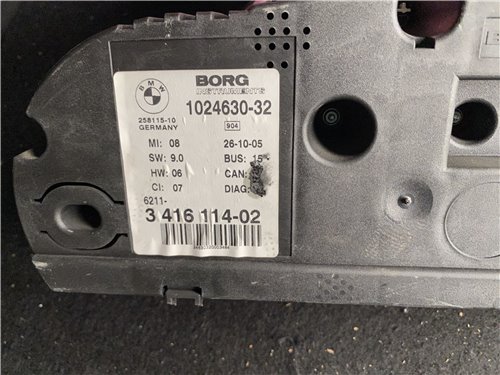 BMW
BORG
INSTRUMENTS
258115-10
GERMANY
1024630-32
904
MI: 08 26-10-05
SW: 9.0 BUS: 15
HW: 06 CAN:
CI: 07 DIAG:
6211-
3 416 114-02